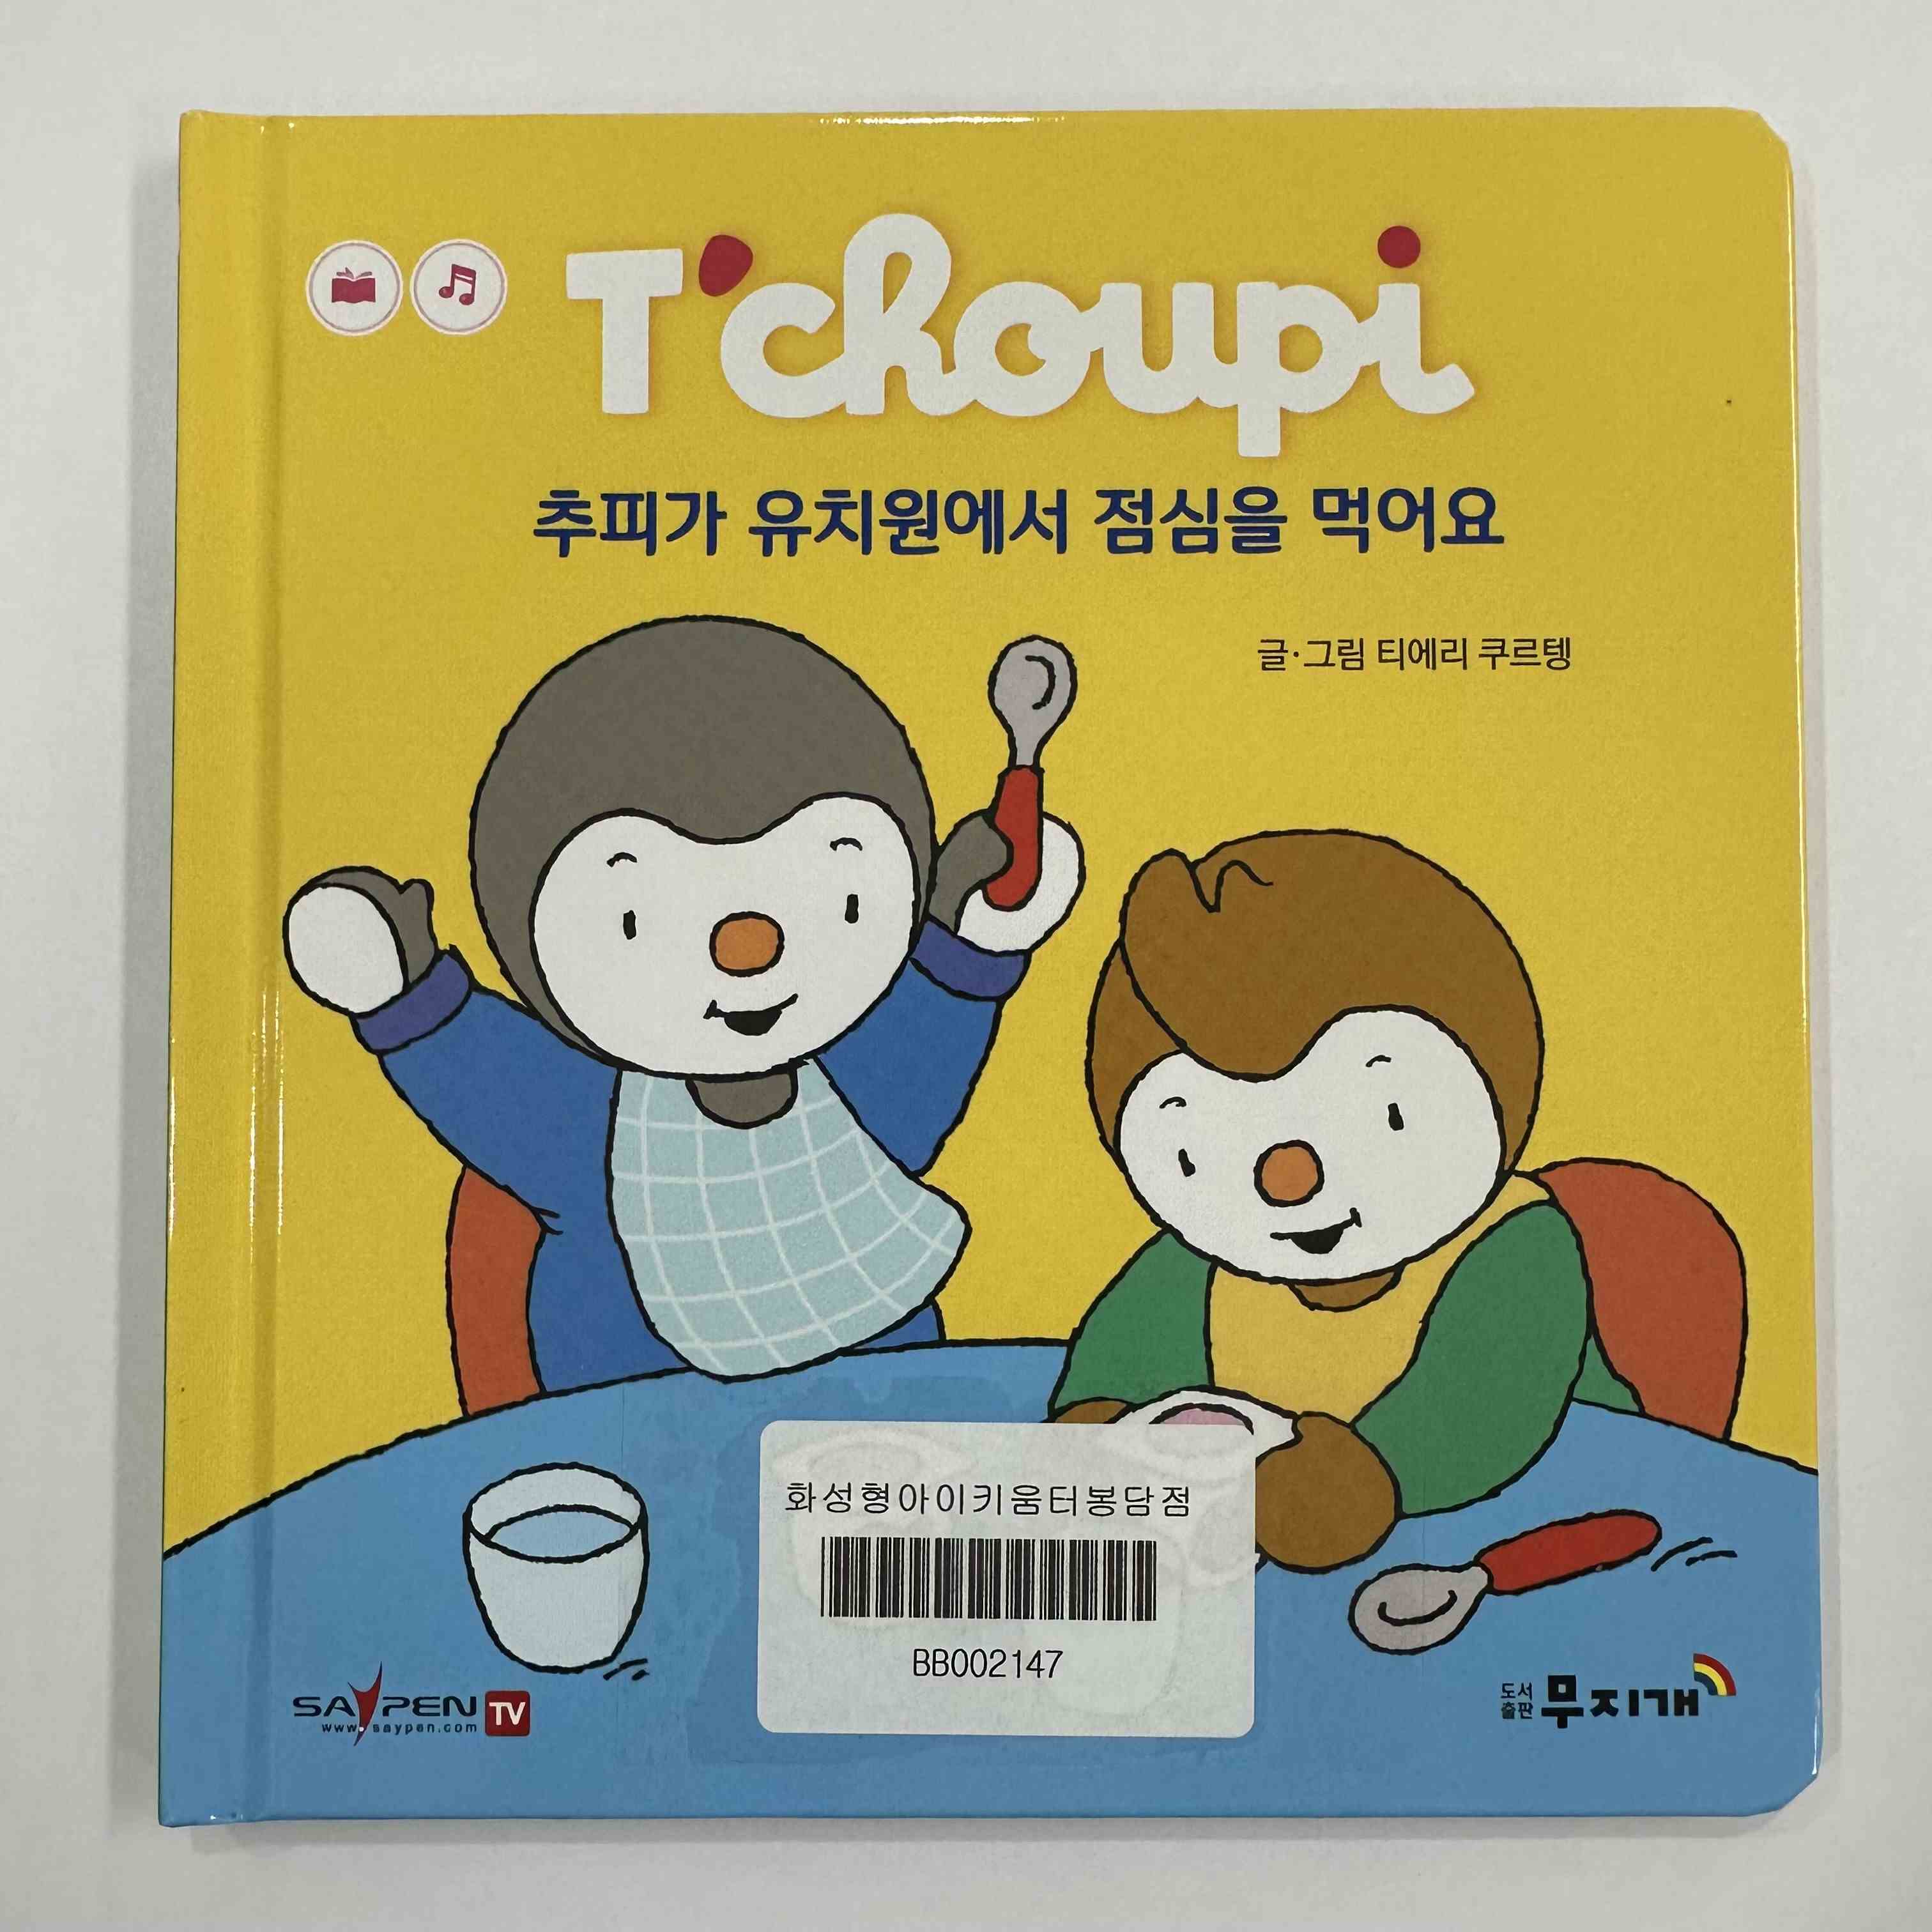 T'choupi
추피가 유치원에서 점심을 먹어요
글·그림 티에리 쿠르텡
화성형아이키움터봉담점
BB002147
SAYPEN TV
www.saypen.com
도서출판 무지개